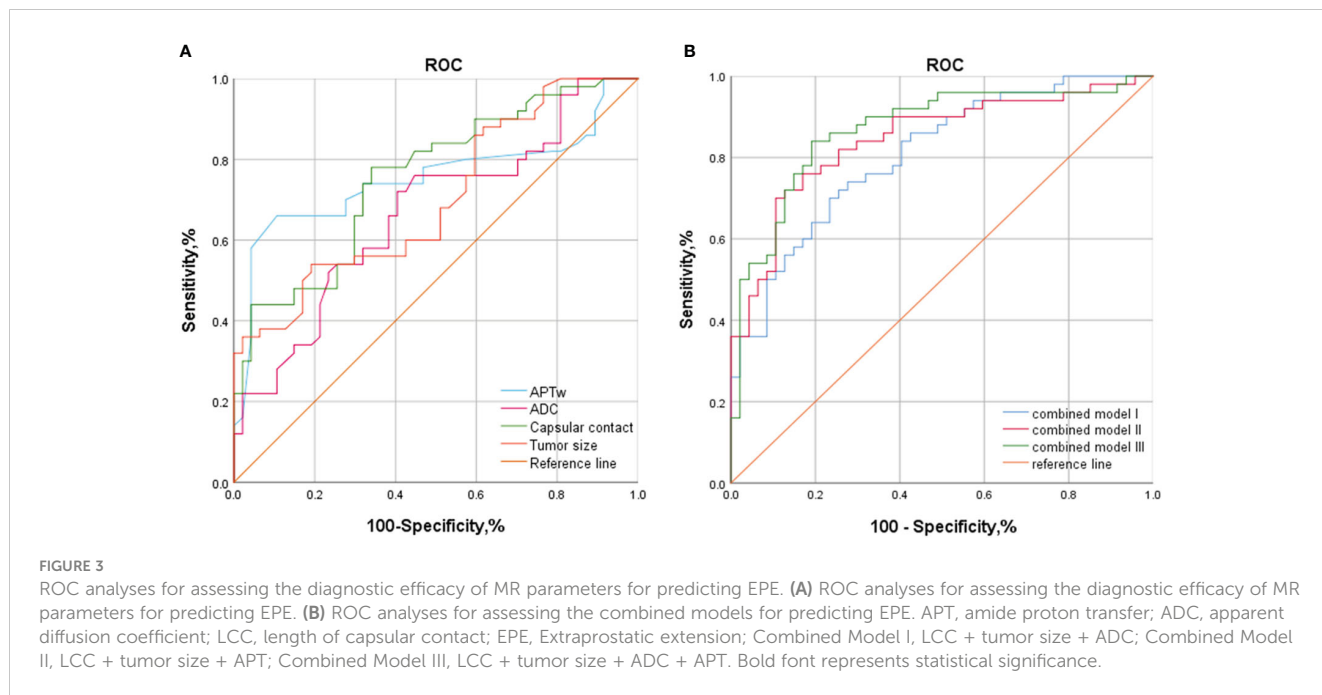 A
ROC
Sensitivity,%
1.0
0.8
0.6
0.4
0.2
0.0
0.0 0.2 0.4 0.6 0.8 1.0
100-Specificity,%
APTw
ADC
Capsular contact
Tumor size
Reference line
B
ROC
Sensitivity,%
1.0
0.8
0.6
0.4
0.2
0.0
0.0 0.2 0.4 0.6 0.8 1.0
100 - Specificity,%
combined model I
combined model II
combined model III
reference line
FIGURE 3
ROC analyses for assessing the diagnostic efficacy of MR parameters for predicting EPE. (A) ROC analyses for assessing the diagnostic efficacy of MR
parameters for predicting EPE. (B) ROC analyses for assessing the combined models for predicting EPE. APT, amide proton transfer; ADC, apparent
diffusion coefficient; LCC, length of capsular contact; EPE, Extraprostatic extension; Combined Model I, LCC + tumor size + ADC; Combined Model
II, LCC + tumor size + APT; Combined Model III, LCC + tumor size + ADC + APT. Bold font represents statistical significance.